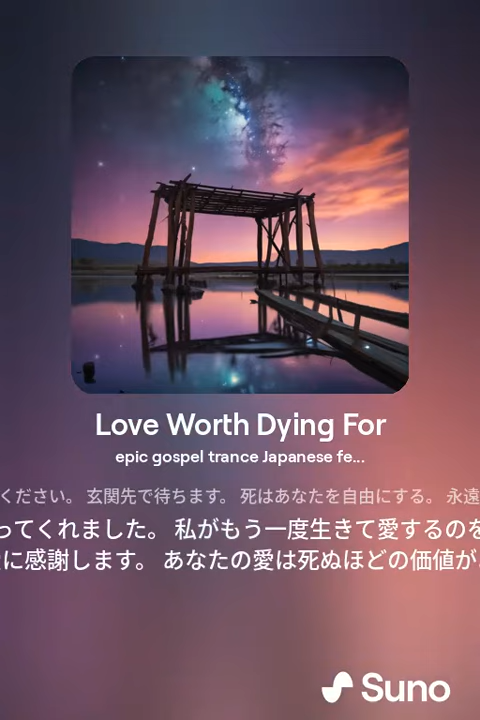 Love Worth Dying For
epic gospel trance Japanese fe...
ください。 玄関先で待ちます。 死はあなたを自由にする。 永遠
ってくれました。 私がもう一度生きて愛するのを
に感謝します。 あなたの愛は死ぬほどの価値が
Suno